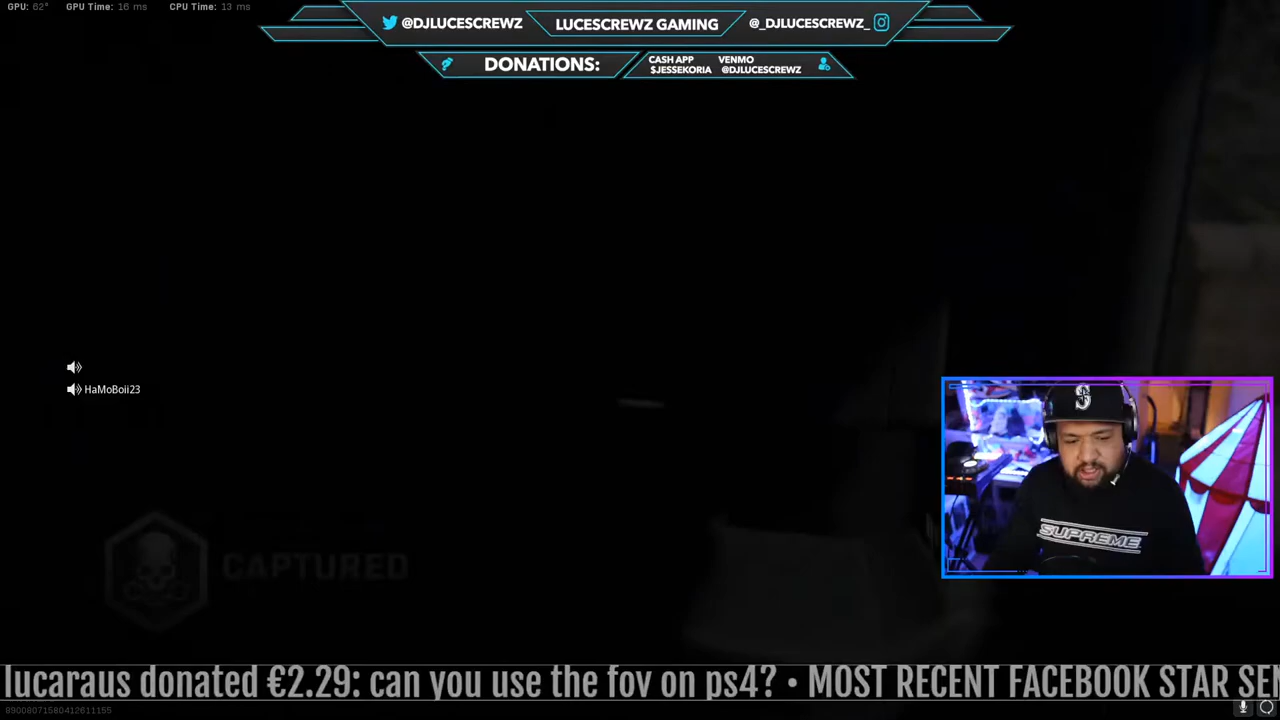 GPU: 62° GPU Time: 16 ms CPU Time: 13 ms
@DJLUCESCREWZ
LUCESCREWZ GAMING
@_DJLUCESCREWZ_
DONATIONS:
CASH APP
$JESSEKORIA
VENMO
@DJLUCESCREWZ
HaMoBoii23
S
SUPREME
CAPTURED
lucaraus donated €2.29: can you use the fov on ps4? • MOST RECENT FACEBOOK STAR SEN
89008071580412611155